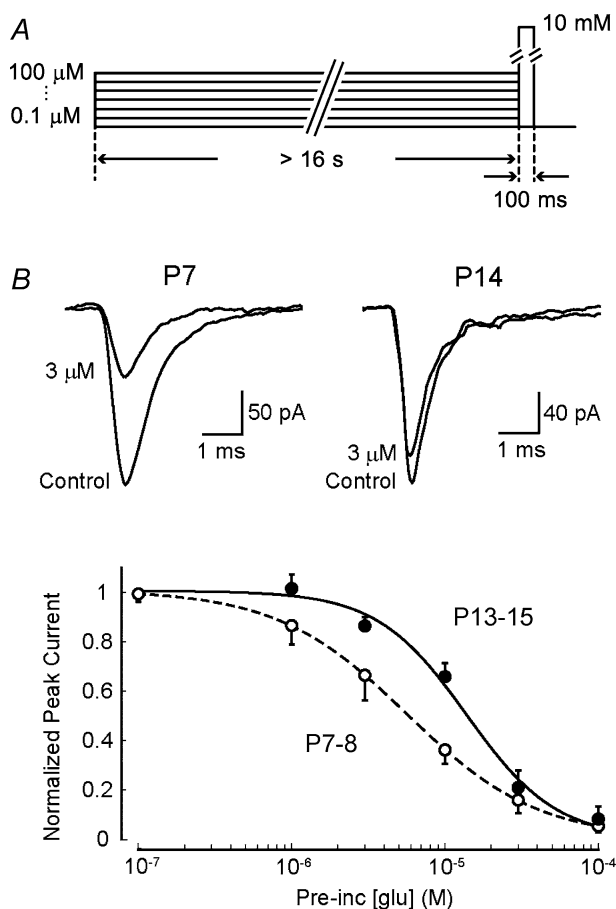 A
10 mM
100 μM
⋮
0.1 μM
> 16 s
100 ms
B
P7
P14
3 μM
50 pA
1 ms
Control
3 μM
40 pA
1 ms
Control
Normalized Peak Current
1
0.8
0.6
0.4
0.2
0
P13-15
P7-8
10⁻⁷
10⁻⁶
10⁻⁵
10⁻⁴
Pre-inc [glu] (M)